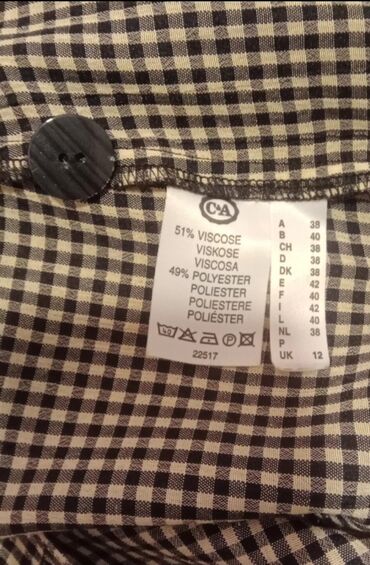 C&A
51% VISCOSE
VISKOSE
VISCOSA
49% POLYESTER
POLIESTER
POLIESTERE
POLIÉSTER
22517
A 38
B 40
CH 38
D 38
DK 38
E 42
F 40
I 42
L 40
NL 38
P
UK 12